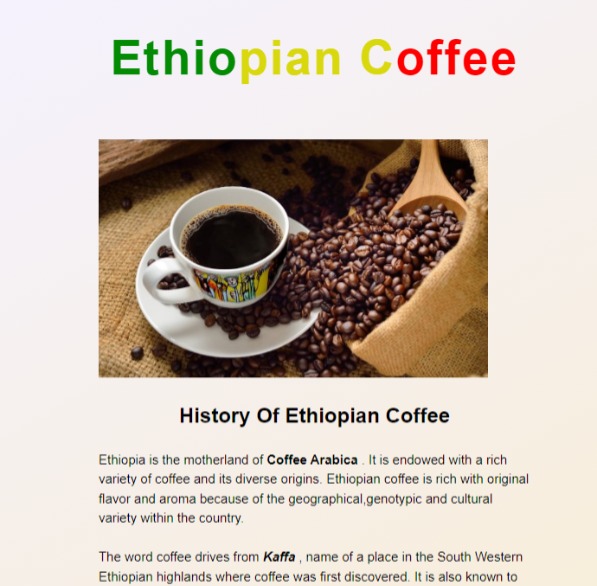 Ethiopian Coffee
History Of Ethiopian Coffee
Ethiopia is the motherland of Coffee Arabica . It is endowed with a rich
variety of coffee and its diverse origins. Ethiopian coffee is rich with original
flavor and aroma because of the geographical,genotypic and cultural
variety within the country.
The word coffee drives from Kaffa , name of a place in the South Western
Ethiopian highlands where coffee was first discovered. It is also known to